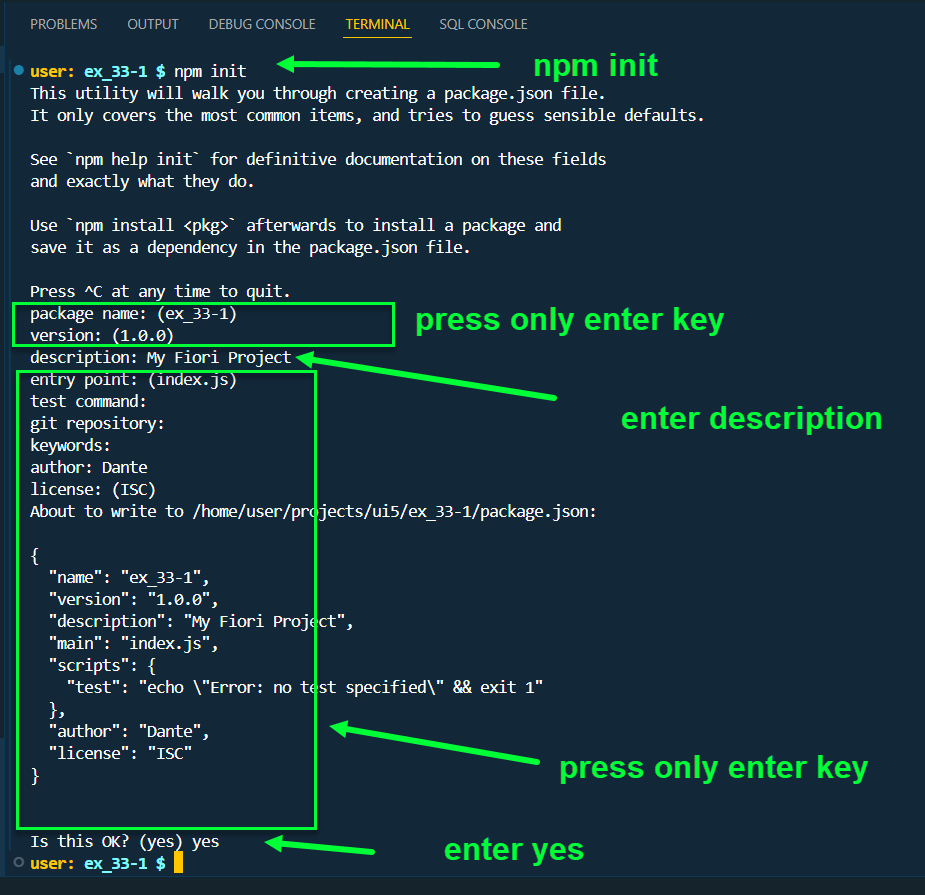 PROBLEMS OUTPUT DEBUG CONSOLE TERMINAL SQL CONSOLE
user: ex_33-1 $ npm init
npm init
This utility will walk you through creating a package.json file.
It only covers the most common items, and tries to guess sensible defaults.
See `npm help init` for definitive documentation on these fields
and exactly what they do.
Use `npm install <pkg>` afterwards to install a package and
save it as a dependency in the package.json file.
Press ^C at any time to quit.
package name: (ex_33-1)
press only enter key
version: (1.0.0)
description: My Fiori Project
enter description
entry point: (index.js)
test command:
git repository:
keywords:
author: Dante
license: (ISC)
About to write to /home/user/projects/ui5/ex_33-1/package.json:
{
"name": "ex_33-1",
"version": "1.0.0",
"description": "My Fiori Project",
"main": "index.js",
"scripts": {
"test": "echo \"Error: no test specified\" && exit 1"
},
"author": "Dante",
"license": "ISC"
}
press only enter key
Is this OK? (yes) yes
enter yes
user: ex_33-1 $